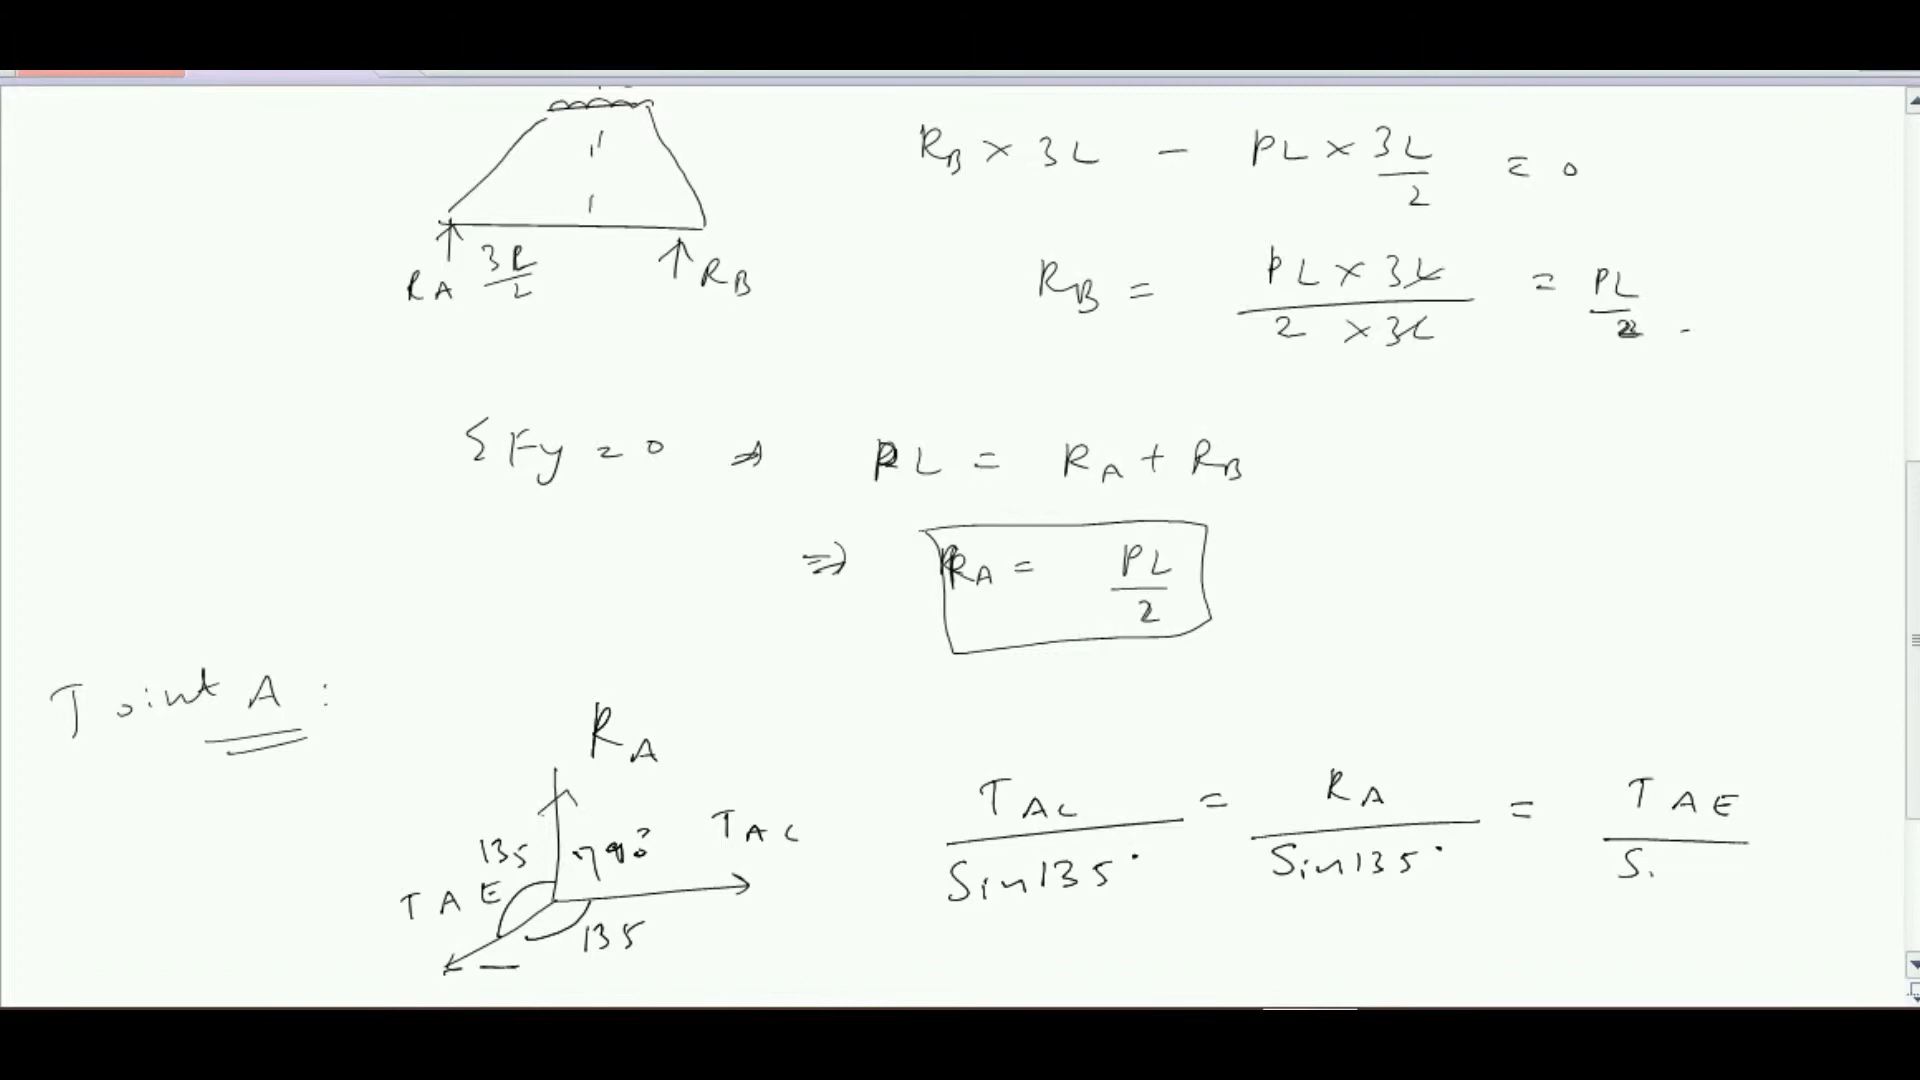 R_B × 3L - PL × 3L/2 = 0
R_A 3L/2 R_B
R_B = PL × 3L / 2 × 3L = PL/2 .
ΣFy = 0 ⇒ PL = R_A + R_B
⇒ R_A = PL/2
Joint A :
R_A
135 90° T_AC
T_AE
135
T_AC / Sin135° = R_A / Sin135° = T_AE / S.